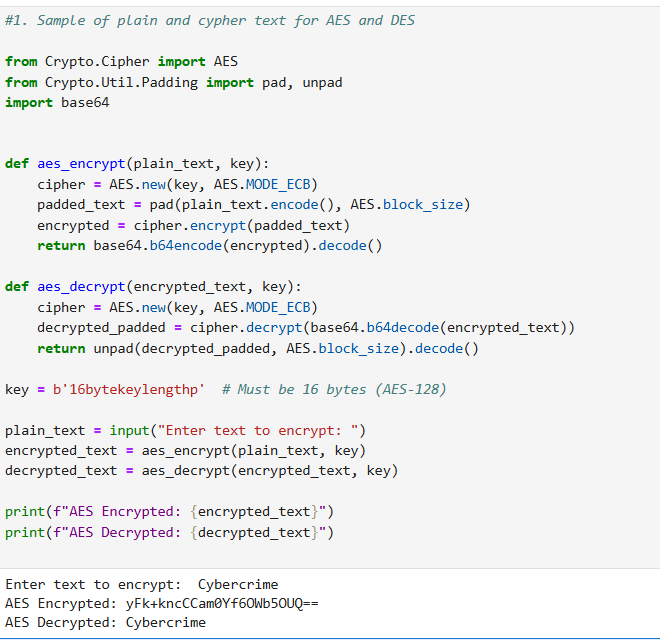 #1. Sample of plain and cypher text for AES and DES
from Crypto.Cipher import AES
from Crypto.Util.Padding import pad, unpad
import base64
def aes_encrypt(plain_text, key):
    cipher = AES.new(key, AES.MODE_ECB)
    padded_text = pad(plain_text.encode(), AES.block_size)
    encrypted = cipher.encrypt(padded_text)
    return base64.b64encode(encrypted).decode()
def aes_decrypt(encrypted_text, key):
    cipher = AES.new(key, AES.MODE_ECB)
    decrypted_padded = cipher.decrypt(base64.b64decode(encrypted_text))
    return unpad(decrypted_padded, AES.block_size).decode()
key = b'16bytekeylengthp'  # Must be 16 bytes (AES-128)
plain_text = input("Enter text to encrypt: ")
encrypted_text = aes_encrypt(plain_text, key)
decrypted_text = aes_decrypt(encrypted_text, key)
print(f"AES Encrypted: {encrypted_text}")
print(f"AES Decrypted: {decrypted_text}")
Enter text to encrypt:  Cybercrime
AES Encrypted: yFk+kncCCam0Yf6OWb5OUQ==
AES Decrypted: Cybercrime